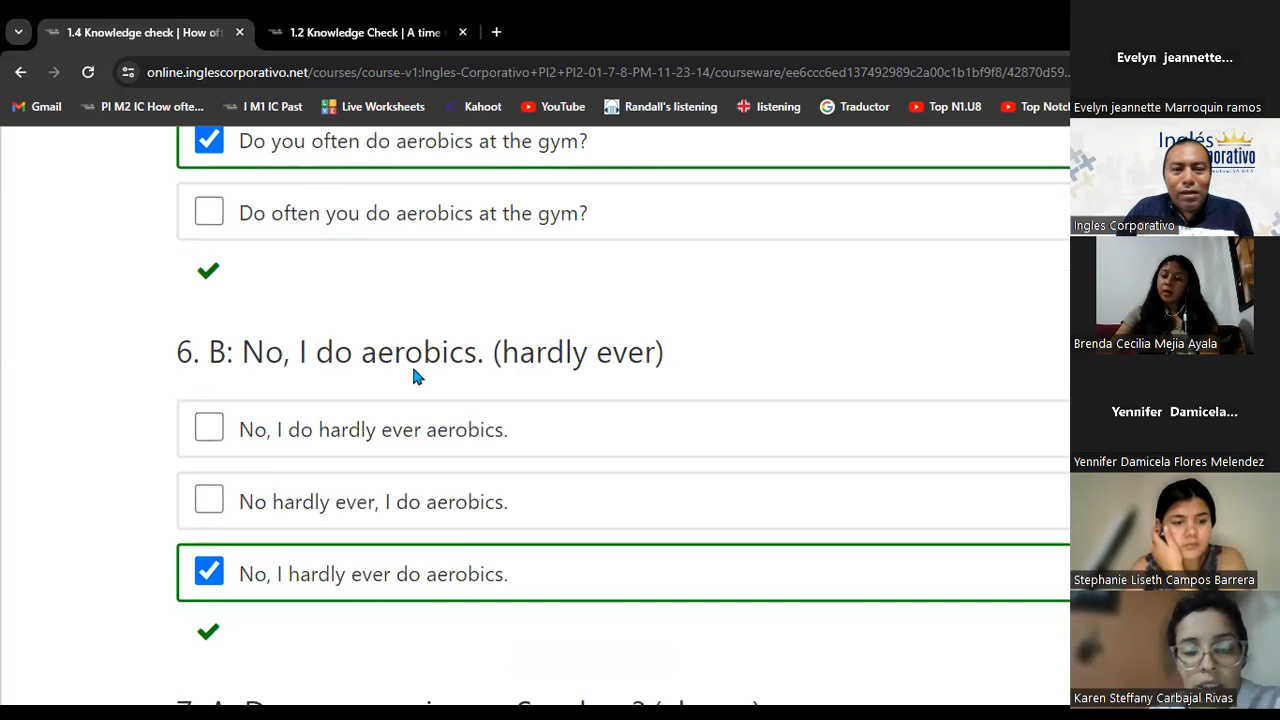 1.4 Knowledge check | How of
1.2 Knowledge Check | A time
online.inglescorporativo.net/courses/course-v1:Ingles-Corporativo+PI2+PI2-01-7-8-PM-11-23-14/courseware/ee6ccc6ed137492989c2a00c1b1bf9f8/42870d59...
Gmail
PI M2 IC How ofte...
I M1 IC Past
Live Worksheets
Kahoot
YouTube
Randall's listening
listening
Traductor
Top N1.U8
Top Notch
Do you often do aerobics at the gym?
Do often you do aerobics at the gym?
6. B: No, I do aerobics. (hardly ever)
No, I do hardly ever aerobics.
No hardly ever, I do aerobics.
No, I hardly ever do aerobics.
Evelyn jeannette...
Evelyn jeannette Marroquin ramos
Inglés
Ingles Corporativo
Brenda Cecilia Mejia Ayala
Yennifer Damicela...
Yennifer Damicela Flores Melendez
Stephanie Liseth Campos Barrera
Karen Steffany Carbajal Rivas